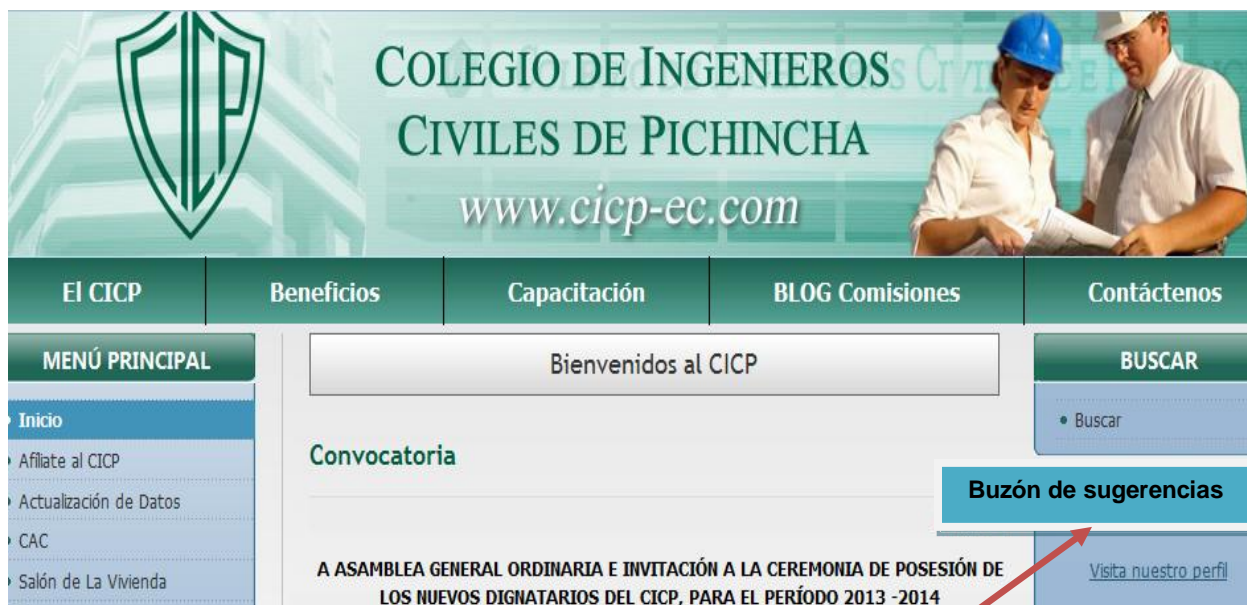 CICP
COLEGIO DE INGENIEROS
CIVILES DE PICHINCHA
www.cicp-ec.com
El CICP
Beneficios
Capacitación
BLOG Comisiones
Contáctenos
MENÚ PRINCIPAL
Inicio
Afíliate al CICP
Actualización de Datos
CAC
Salón de La Vivienda
Bienvenidos al CICP
Convocatoria
A ASAMBLEA GENERAL ORDINARIA E INVITACIÓN A LA CEREMONIA DE POSESIÓN DE
LOS NUEVOS DIGNATARIOS DEL CICP, PARA EL PERÍODO 2013 -2014
BUSCAR
Buscar
Buzón de sugerencias
Visita nuestro perfil